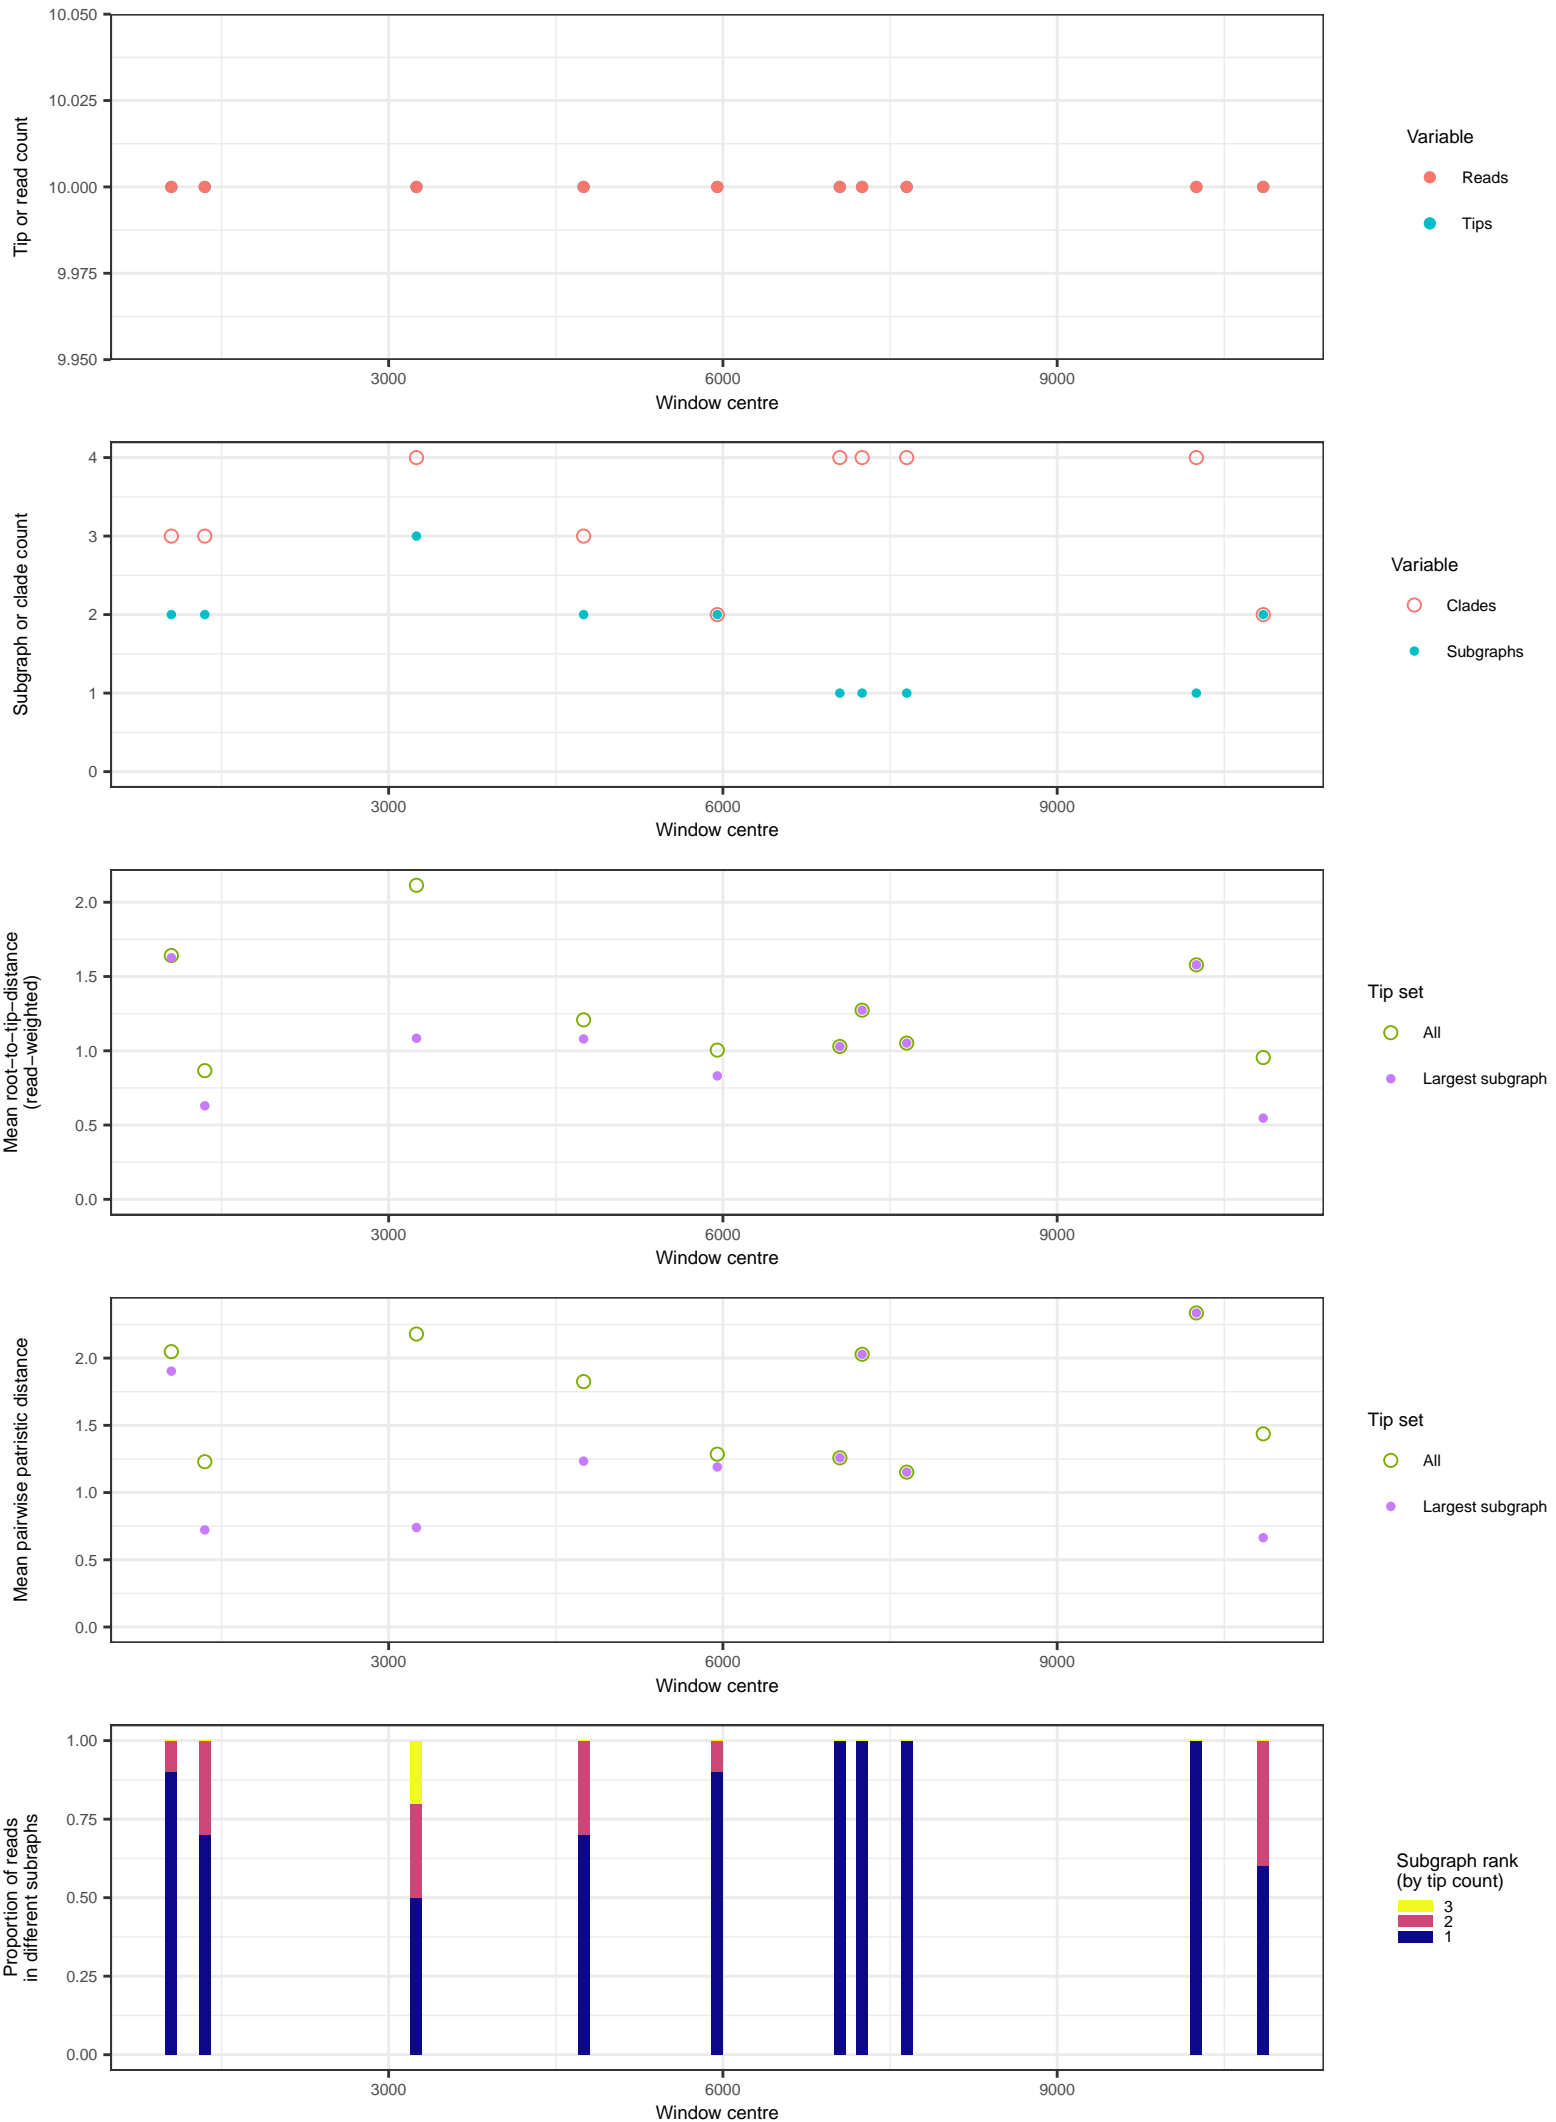 10.050
10.025
10.000
9.975
9.950
Tip or read count
3000
6000
9000
Window centre
Variable
Reads
Tips
4
3
2
1
0
Subgraph or clade count
3000
6000
9000
Window centre
Variable
Clades
Subgraphs
2.0
1.5
1.0
0.5
0.0
Mean root−to−tip−distance
(read−weighted)
3000
6000
9000
Window centre
Tip set
All
Largest subgraph
2.0
1.5
1.0
0.5
0.0
Mean pairwise patristic distance
3000
6000
9000
Window centre
Tip set
All
Largest subgraph
1.00
0.75
0.50
0.25
0.00
Proportion of reads
in different subraphs
3000
6000
9000
Window centre
Subgraph rank
(by tip count)
3
2
1